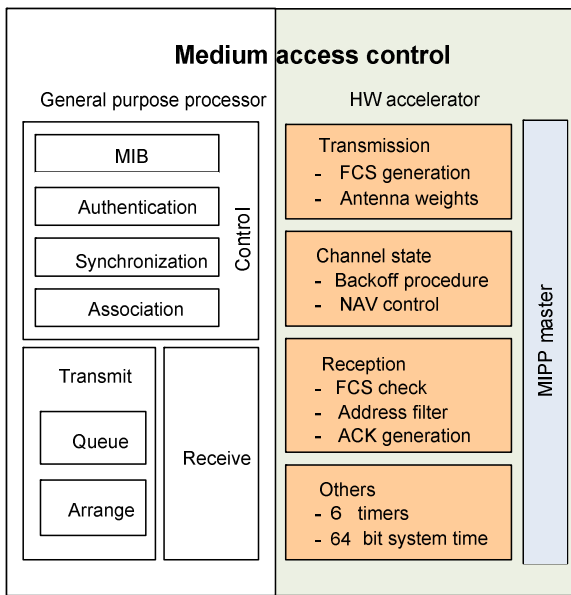 Medium access control
General purpose processor
MIB
Authentication
Synchronization
Association
Control
Transmit
Queue
Arrange
Receive
HW accelerator
Transmission
- FCS generation
- Antenna weights
Channel state
- Backoff procedure
- NAV control
Reception
- FCS check
- Address filter
- ACK generation
Others
- 6 timers
- 64 bit system time
MIPP master